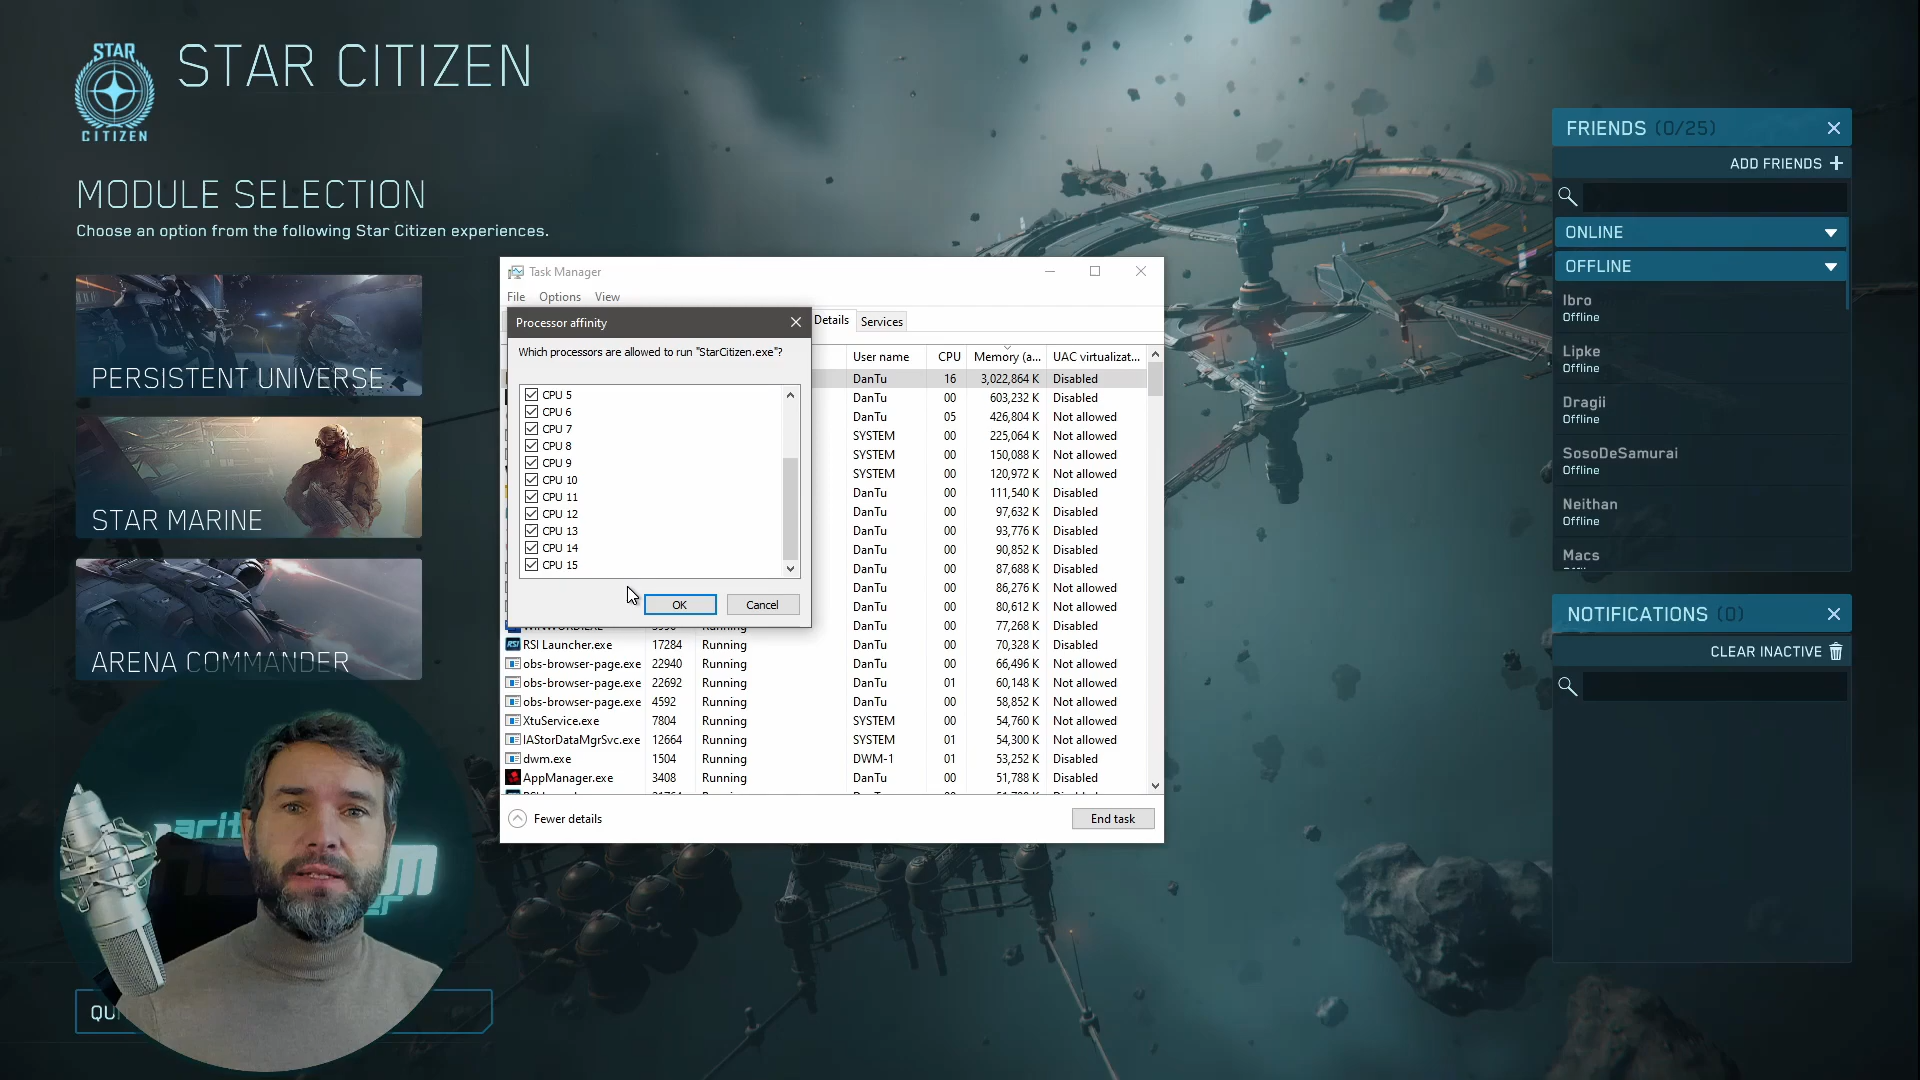 STAR
CITIZEN
STAR CITIZEN
MODULE SELECTION
Choose an option from the following Star Citizen experiences.
PERSISTENT UNIVERSE
STAR MARINE
ARENA COMMANDER
Task Manager
File Options View
Details Services
Processor affinity
Which processors are allowed to run "StarCitizen.exe"?
CPU 5
CPU 6
CPU 7
CPU 8
CPU 9
CPU 10
CPU 11
CPU 12
CPU 13
CPU 14
CPU 15
OK Cancel
User name CPU Memory (a... UAC virtualizat...
DanTu 16 3,022,864 K Disabled
DanTu 00 603,232 K Disabled
DanTu 05 426,804 K Not allowed
SYSTEM 00 225,064 K Not allowed
SYSTEM 00 150,088 K Not allowed
SYSTEM 00 120,972 K Not allowed
DanTu 00 111,540 K Disabled
DanTu 00 97,632 K Disabled
DanTu 00 93,776 K Disabled
DanTu 00 90,852 K Disabled
DanTu 00 87,688 K Disabled
DanTu 00 86,276 K Not allowed
DanTu 00 80,612 K Not allowed
Running DanTu 00 77,268 K Disabled
RSI Launcher.exe 17284 Running DanTu 00 70,328 K Disabled
obs-browser-page.exe 22940 Running DanTu 00 66,496 K Not allowed
obs-browser-page.exe 22692 Running DanTu 01 60,148 K Not allowed
obs-browser-page.exe 4592 Running DanTu 00 58,852 K Not allowed
XtuService.exe 7804 Running SYSTEM 00 54,760 K Not allowed
IAStorDataMgrSvc.exe 12664 Running SYSTEM 01 54,300 K Not allowed
dwm.exe 1504 Running DWM-1 01 53,252 K Disabled
AppManager.exe 3408 Running DanTu 00 51,788 K Disabled
Fewer details End task
FRIENDS (0/25)
ADD FRIENDS
ONLINE
OFFLINE
Ibro
Offline
Lipke
Offline
Dragii
Offline
SosoDeSamurai
Offline
Neithan
Offline
Macs
NOTIFICATIONS (0)
CLEAR INACTIVE